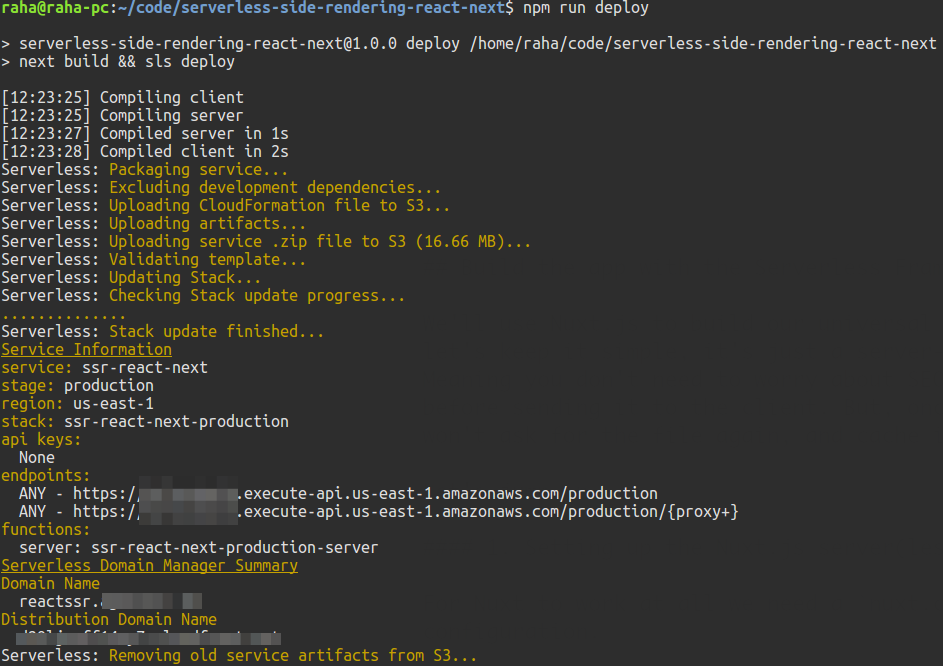 raha@raha-pc:~/code/serverless-side-rendering-react-next$ npm run deploy
> serverless-side-rendering-react-next@1.0.0 deploy /home/raha/code/serverless-side-rendering-react-next
> next build && sls deploy
[12:23:25] Compiling client
[12:23:25] Compiling server
[12:23:27] Compiled server in 1s
[12:23:28] Compiled client in 2s
Serverless: Packaging service...
Serverless: Excluding development dependencies...
Serverless: Uploading CloudFormation file to S3...
Serverless: Uploading artifacts...
Serverless: Uploading service .zip file to S3 (16.66 MB)...
Serverless: Validating template...
Serverless: Updating Stack...
Serverless: Checking Stack update progress...
..............
Serverless: Stack update finished...
Service Information
service: ssr-react-next
stage: production
region: us-east-1
stack: ssr-react-next-production
api keys:
None
endpoints:
ANY - https:/ .execute-api.us-east-1.amazonaws.com/production
ANY - https:/ .execute-api.us-east-1.amazonaws.com/production/{proxy+}
functions:
server: ssr-react-next-production-server
Serverless Domain Manager Summary
Domain Name
reactssr.
Distribution Domain Name
Serverless: Removing old service artifacts from S3...